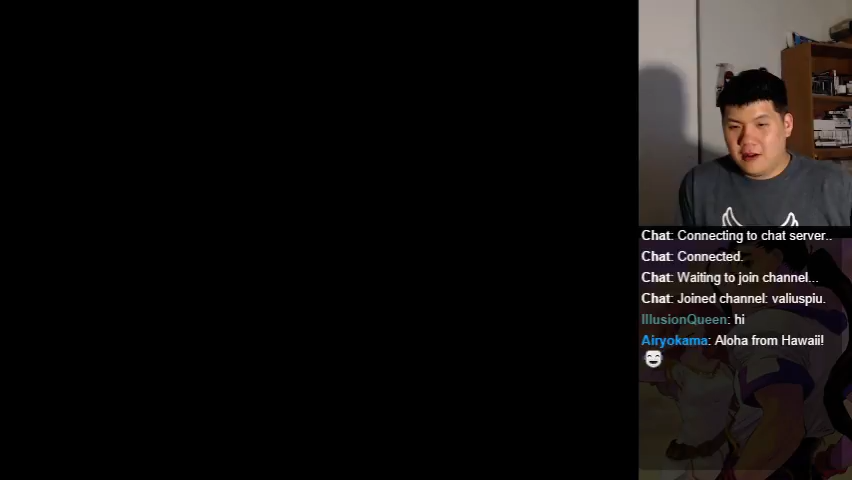 Chat: Connecting to chat server..
Chat: Connected.
Chat: Waiting to join channel...
Chat: Joined channel: valiuspiu.
IllusionQueen: hi
Airyokama: Aloha from Hawaii!